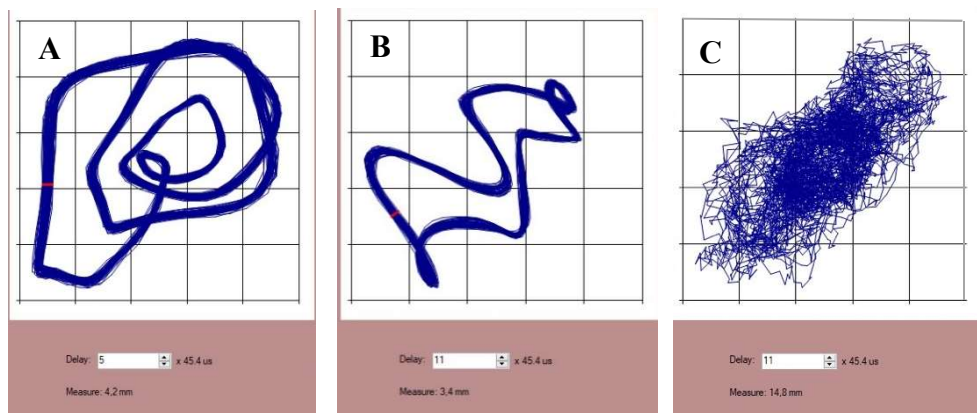 A
B
C
Delay: 5 x 45.4 us
Measure: 4,2 mm
Delay: 11 x 45.4 us
Measure: 3,4 mm
Delay: 11 x 45.4 us
Measure: 14,8 mm